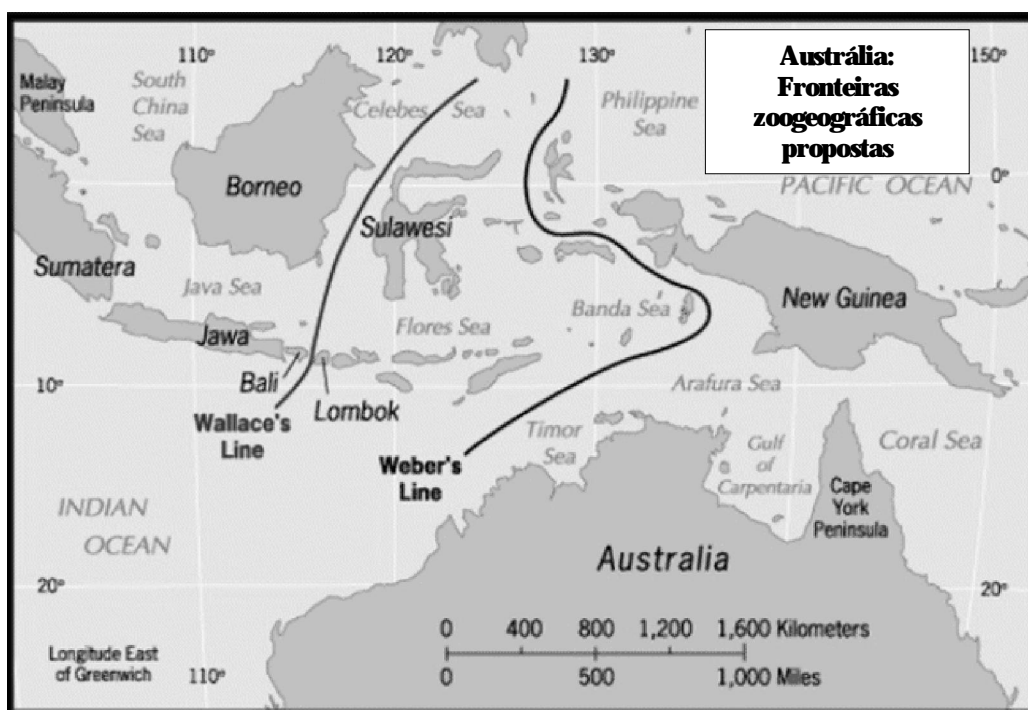 110°
120°
130°
150°
Austrália:
Fronteiras
zoogeográficas
propostas
Malay
Peninsula
South
China
Sea
Celebes Sea
Philippine
Sea
PACIFIC OCEAN
0°
Borneo
Sulawesi
Sumatera
Java Sea
Flores Sea
Banda Sea
New Guinea
Jawa
Bali
Lombok
10°
Wallace's
Line
Arafura Sea
Weber's
Line
Timor
Sea
Gulf
of
Carpentaria
Coral Sea
Cape
York
Peninsula
INDIAN
OCEAN
Australia
20°
20°
0 400 800 1,200 1,600 Kilometers
0 500 1,000 Miles
Longitude East
of Greenwich
110°